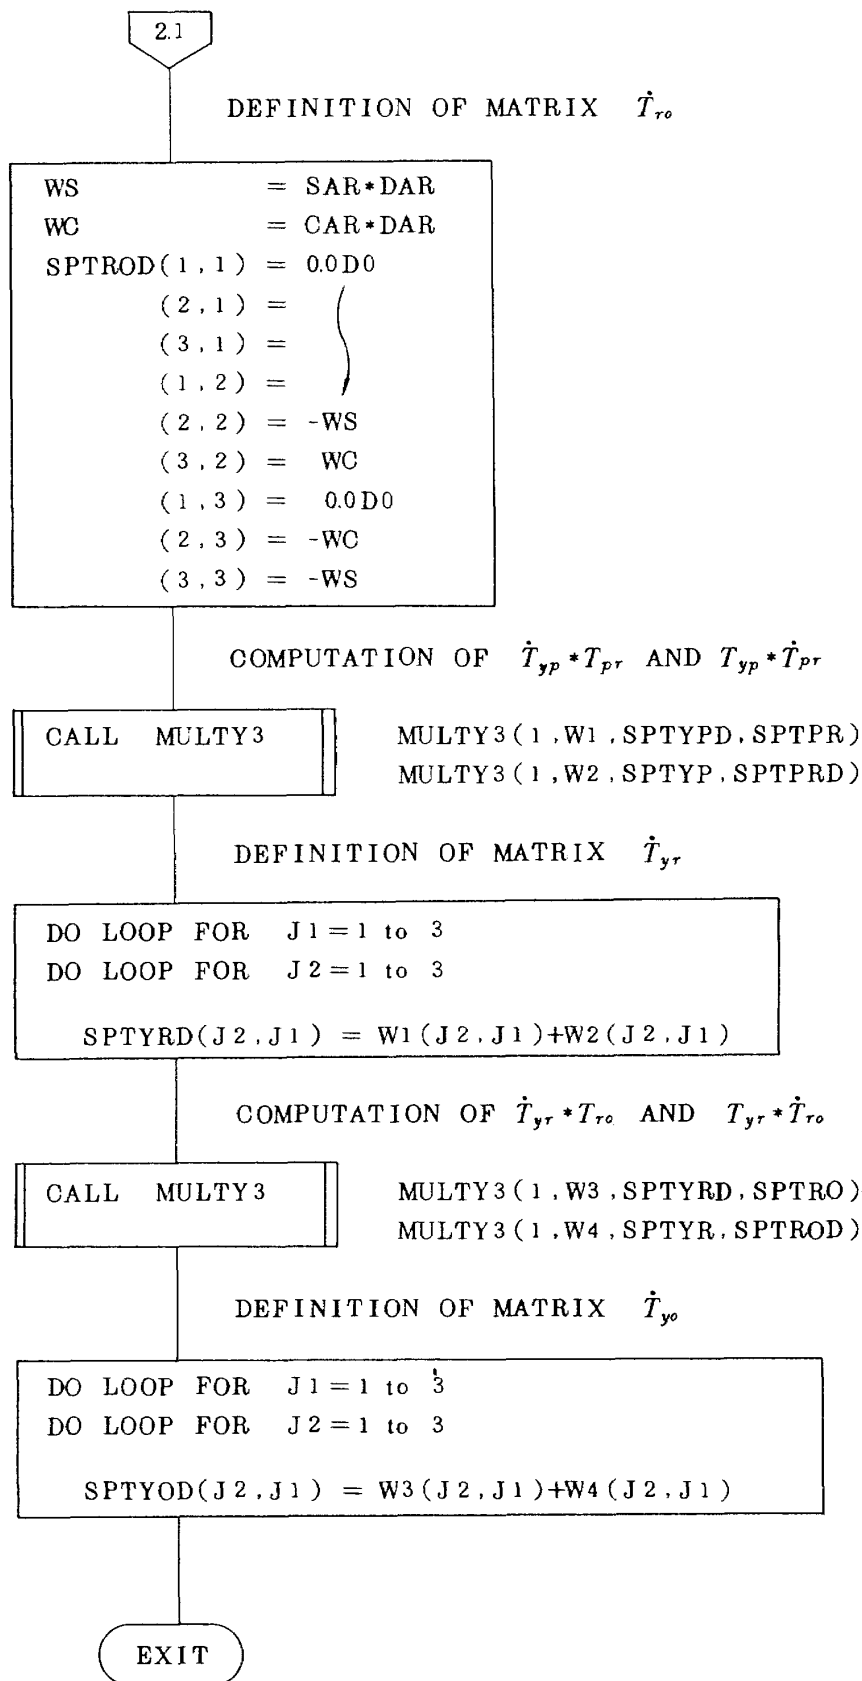 2.1
DEFINITION OF MATRIX Ṫro
WS = SAR*DAR
WC = CAR*DAR
SPTROD(1,1) = 0.0D0
(2,1) =
(3,1) =
(1,2) =
(2,2) = -WS
(3,2) = WC
(1,3) = 0.0D0
(2,3) = -WC
(3,3) = -WS
COMPUTATION OF Ṫyp*Tpr AND Typ*Ṫpr
CALL MULTY3 MULTY3(1,W1,SPTYPD,SPTPR)
MULTY3(1,W2,SPTYP,SPTPRD)
DEFINITION OF MATRIX Ṫyr
DO LOOP FOR J1=1 to 3
DO LOOP FOR J2=1 to 3
SPTYRD(J2,J1) = W1(J2,J1)+W2(J2,J1)
COMPUTATION OF Ṫyr*Tro AND Tyr*Ṫro
CALL MULTY3 MULTY3(1,W3,SPTYRD,SPTRO)
MULTY3(1,W4,SPTYR,SPTROD)
DEFINITION OF MATRIX Ṫyo
DO LOOP FOR J1=1 to 3
DO LOOP FOR J2=1 to 3
SPTYOD(J2,J1) = W3(J2,J1)+W4(J2,J1)
EXIT